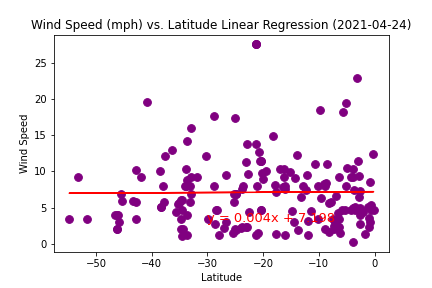 Wind Speed (mph) vs. Latitude Linear Regression (2021-04-24)
25
20
15
10
5
0
Wind Speed
y = 0.004x + 7.198
−50 −40 −30 −20 −10 0
Latitude